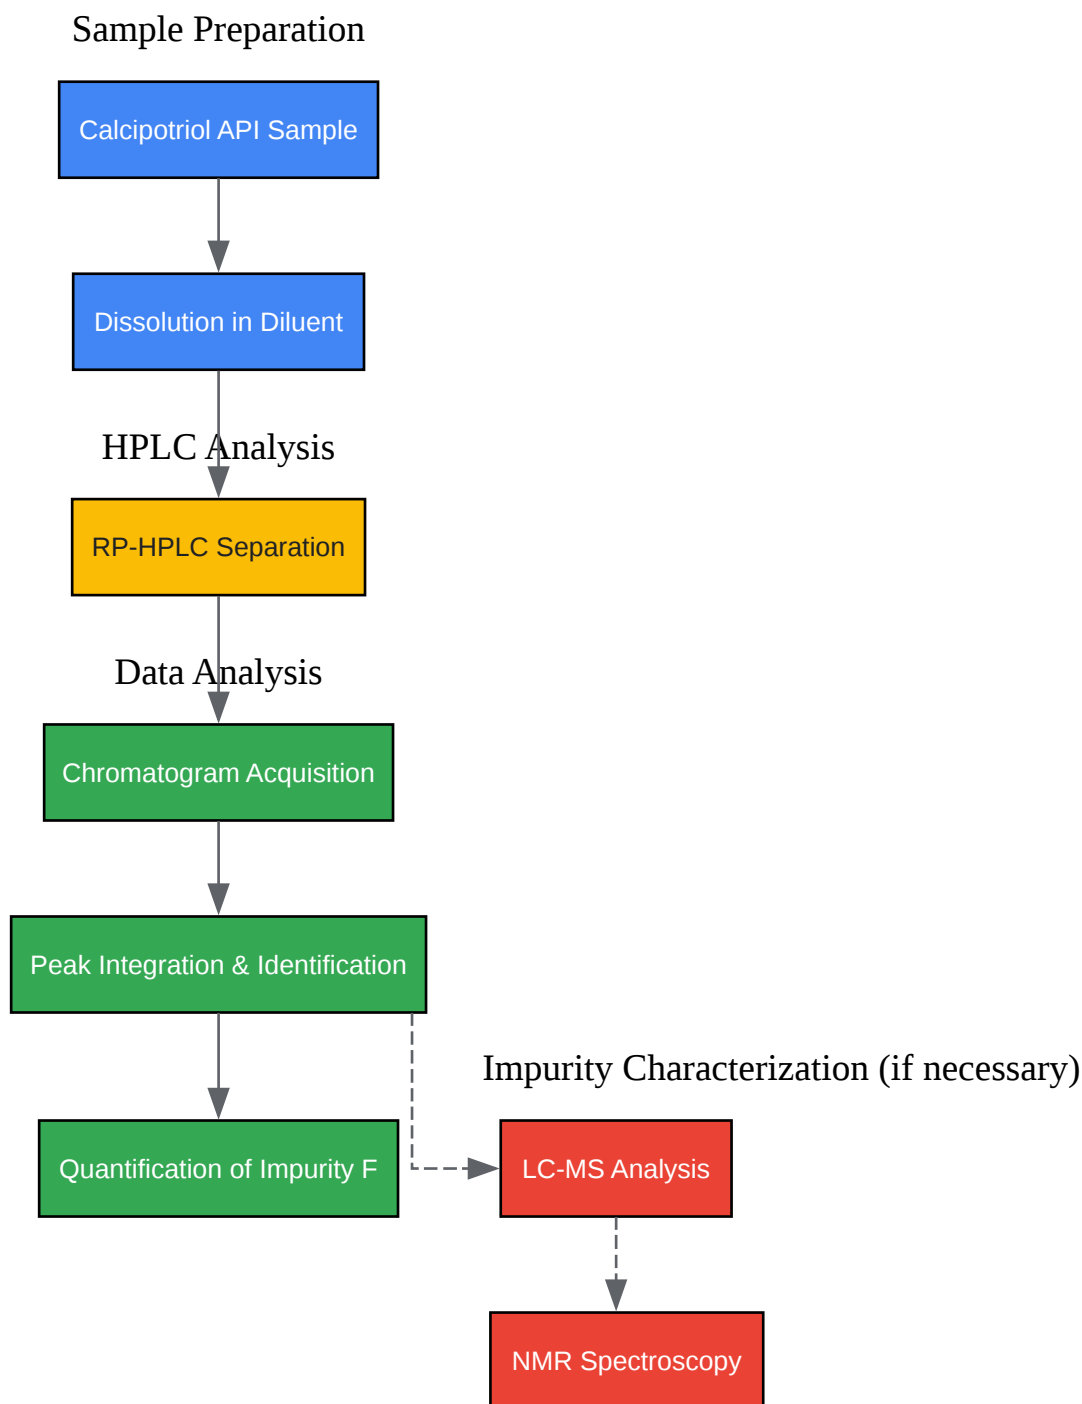 Sample Preparation
Calcipotriol API Sample
Dissolution in Diluent
HPLC Analysis
RP-HPLC Separation
Data Analysis
Chromatogram Acquisition
Peak Integration & Identification
Impurity Characterization (if necessary)
Quantification of Impurity F
LC-MS Analysis
NMR Spectroscopy